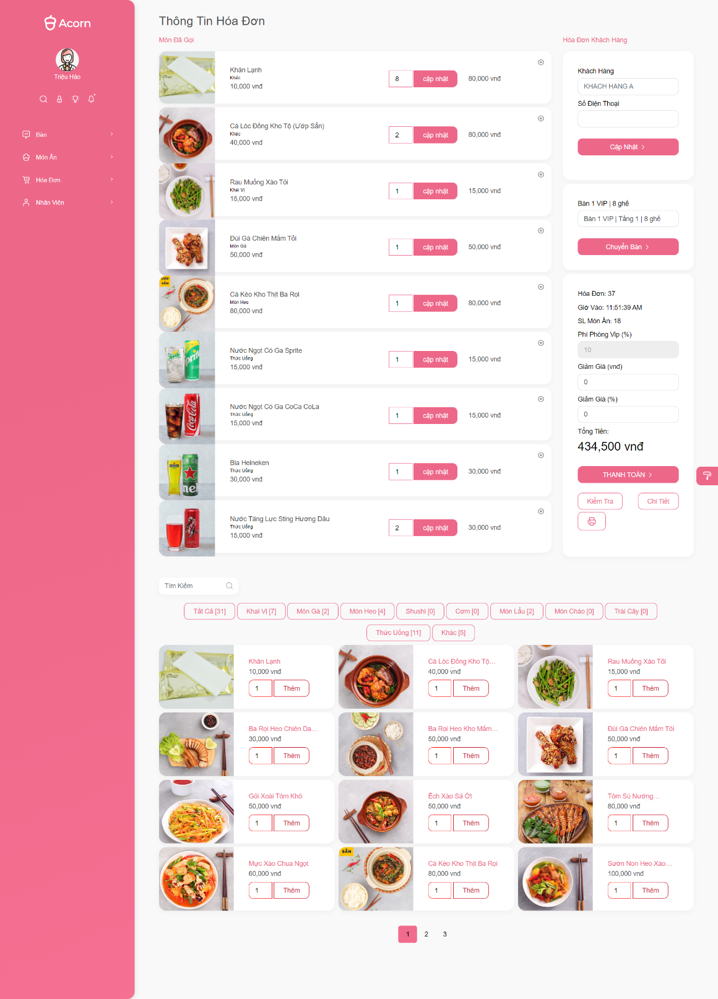 Acorn
Triệu Hảo
Bàn
Món Ăn
Hóa Đơn
Nhân Viên
Thông Tin Hóa Đơn
Món Đã Gọi
Khăn Lạnh
Khác
10,000 vnđ
8 cập nhật 80,000 vnđ
Cá Lóc Đồng Kho Tộ (Ướp Sẵn)
Khác
40,000 vnđ
2 cập nhật 80,000 vnđ
Rau Muống Xào Tỏi
Khai Vị
15,000 vnđ
1 cập nhật 15,000 vnđ
Đùi Gà Chiên Mắm Tỏi
Món Gà
50,000 vnđ
1 cập nhật 50,000 vnđ
ƯỚP
SẴN
Cá Kèo Kho Thịt Ba Rọi
Món Heo
80,000 vnđ
1 cập nhật 80,000 vnđ
Sprite
Nước Ngọt Có Ga Sprite
Thức Uống
15,000 vnđ
1 cập nhật 15,000 vnđ
Coca-Cola
Nước Ngọt Có Ga CoCa CoLa
Thức Uống
15,000 vnđ
1 cập nhật 15,000 vnđ
Bia Heineken
Thức Uống
30,000 vnđ
1 cập nhật 30,000 vnđ
Nước Tăng Lực Sting Hương Dâu
Thức Uống
15,000 vnđ
2 cập nhật 30,000 vnđ
Hóa Đơn Khách Hàng
Khách Hàng
KHACH HANG A
Số Điện Thoại
Cập Nhật
Bàn 1 VIP | 8 ghế
Bàn 1 VIP | Tầng 1 | 8 ghế
Chuyển Bàn
Hóa Đơn: 37
Giờ Vào: 11:51:39 AM
SL Món Ăn: 18
Phí Phòng Vip (%)
10
Giảm Giá (vnđ)
0
Giảm Giá (%)
0
Tổng Tiền:
434,500 vnđ
THANH TOÁN
Kiểm Tra Chi Tiết
Tìm Kiếm
Tất Cả [31] Khai Vị [7] Món Gà [2] Món Heo [4] Shushi [0] Cơm [0] Món Lẩu [2] Món Cháo [0] Trái Cây [0]
Thức Uống [11] Khác [5]
Khăn Lạnh
10,000 vnđ
1 Thêm
Cá Lóc Đồng Kho Tộ...
40,000 vnđ
1 Thêm
Rau Muống Xào Tỏi
15,000 vnđ
1 Thêm
Ba Rọi Heo Chiên Da...
30,000 vnđ
1 Thêm
Ba Rọi Heo Kho Mắm...
50,000 vnđ
1 Thêm
Đùi Gà Chiên Mắm Tỏi
50,000 vnđ
1 Thêm
Gỏi Xoài Tôm Khô
50,000 vnđ
1 Thêm
Ếch Xào Sả Ớt
50,000 vnđ
1 Thêm
Tôm Sú Nướng...
80,000 vnđ
1 Thêm
Mực Xào Chua Ngọt
60,000 vnđ
1 Thêm
SẴN
Cá Kèo Kho Thịt Ba Rọi
80,000 vnđ
1 Thêm
Sườn Non Heo Xào...
100,000 vnđ
1 Thêm
1 2 3